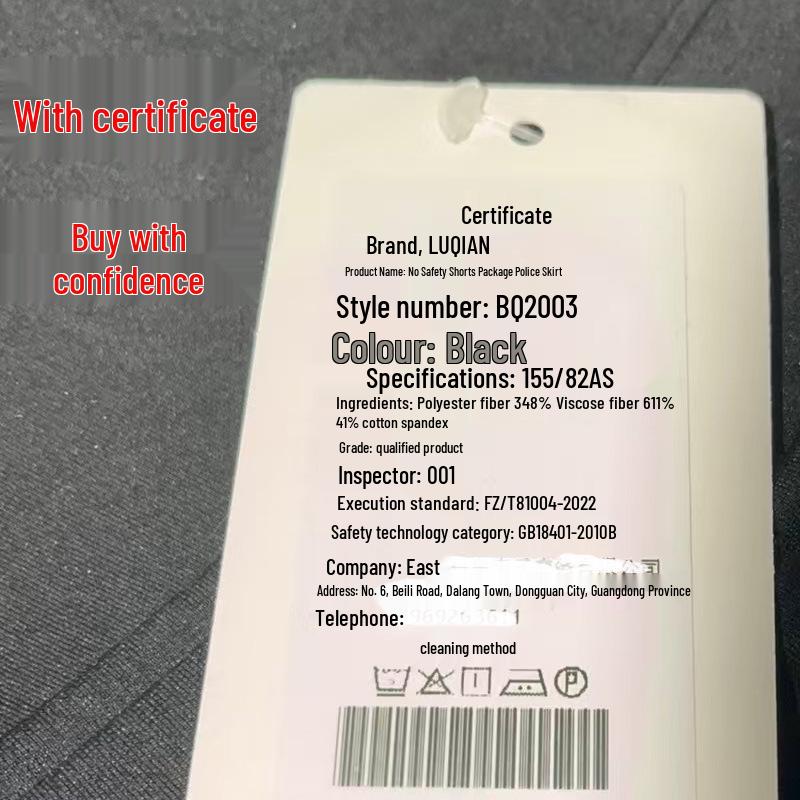 With certificate
Buy with
confidence
Certificate
Brand, LUQIAN
Product Name: No Safety Shorts Package Police Skirt
Style number: BQ2003
Colour: Black
Specifications: 155/82AS
Ingredients: Polyester fiber 348% Viscose fiber 611%
41% cotton spandex
Grade: qualified product
Inspector: 001
Execution standard: FZ/T81004-2022
Safety technology category: GB18401-2010B
Company: East
Address: No. 6, Beili Road, Dalang Town, Dongguan City, Guangdong Province
Telephone:
cleaning method
P